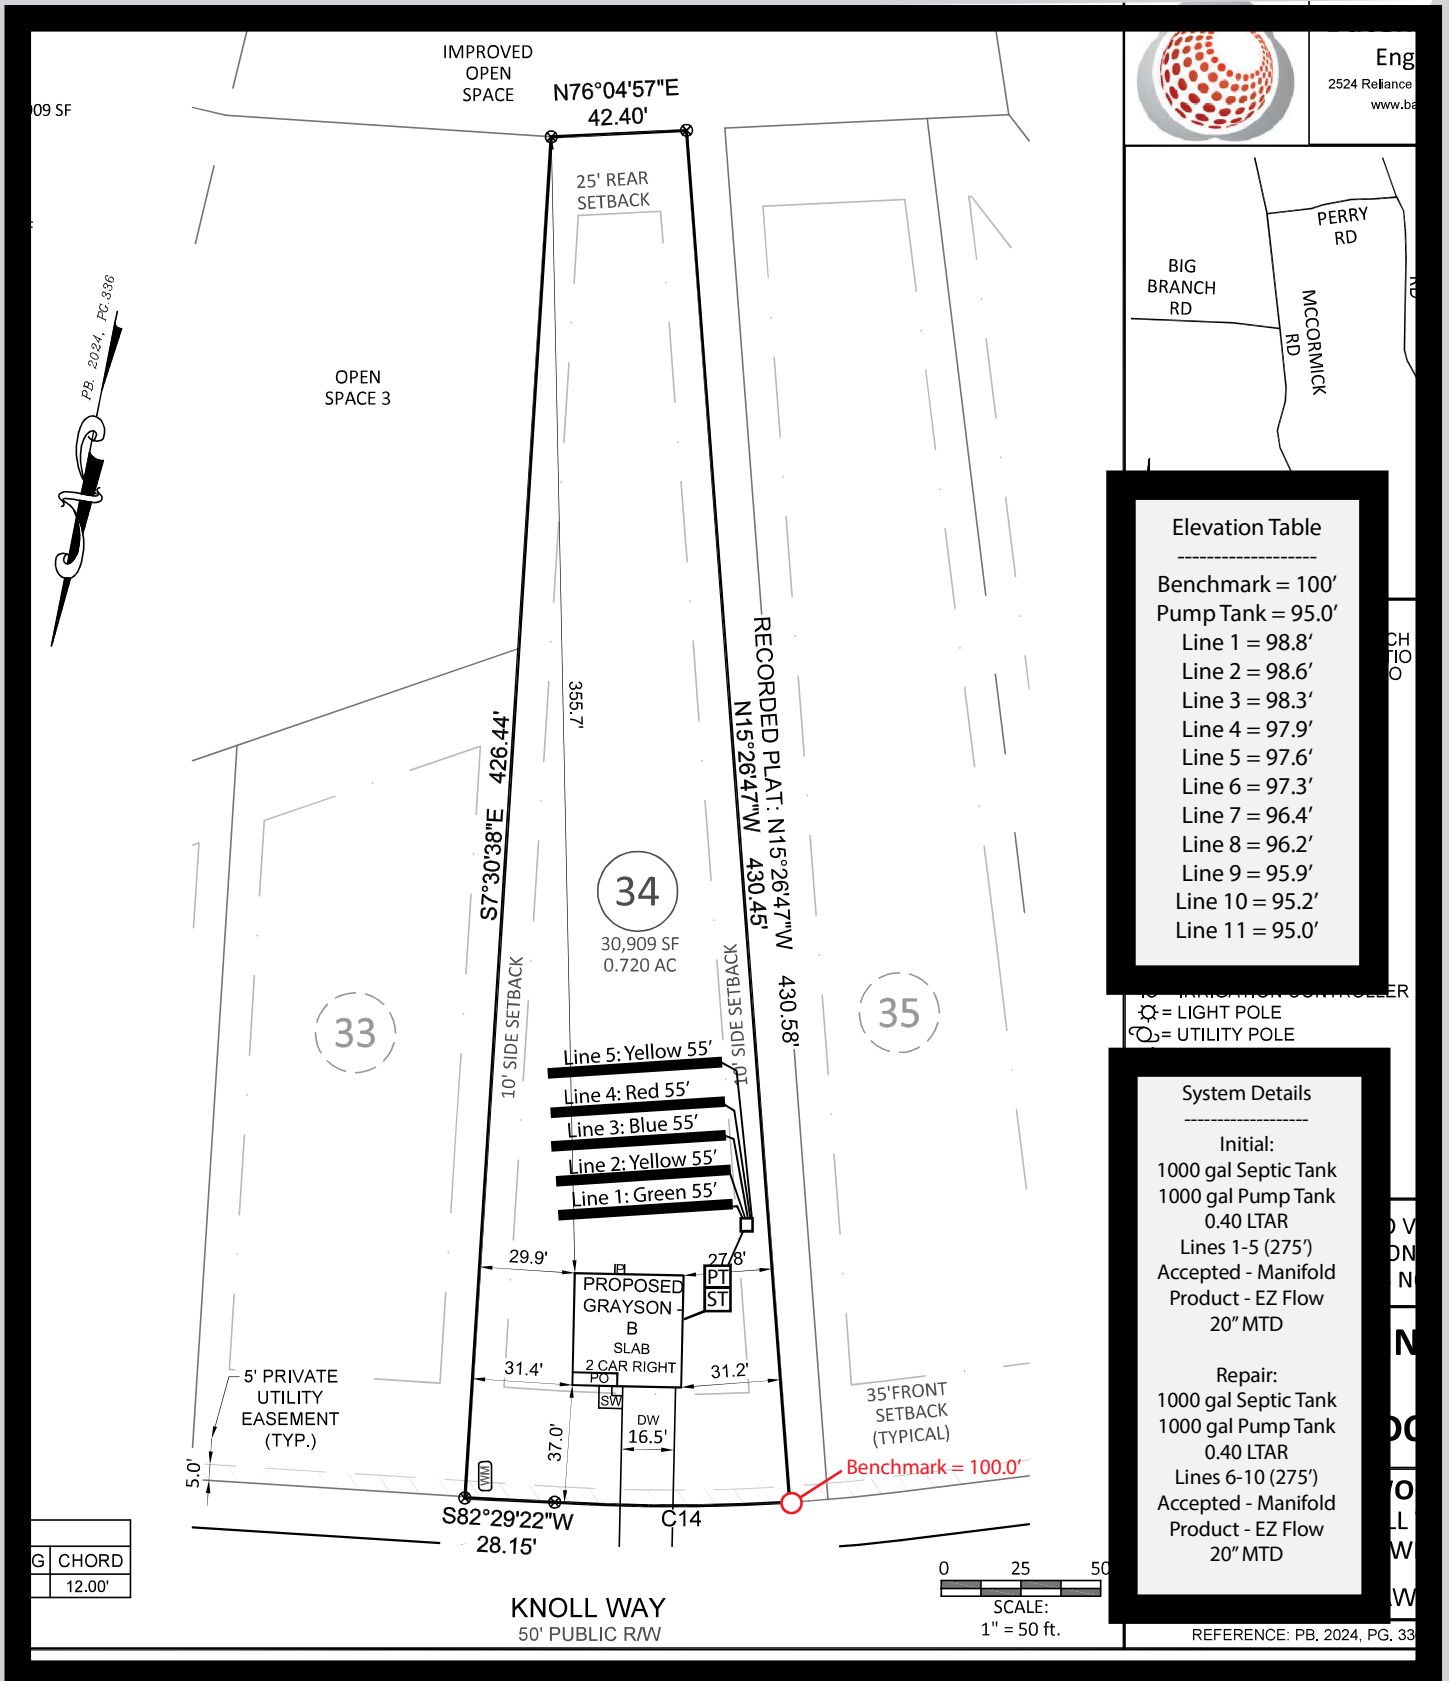 IMPROVED
OPEN
SPACE
N76°04'57"E
42.40'
09 SF
25' REAR
SETBACK
PB. 2024, PG.336
OPEN
SPACE 3
355.7'
S7°30'38"E 426.44'
RECORDED PLAT: N15°26'47"W 430.58'
N15°26'47"W 430.45'
34
30,909 SF
0.720 AC
33
35
10' SIDE SETBACK
10' SIDE SETBACK
Line 5: Yellow 55'
Line 4: Red 55'
Line 3: Blue 55'
Line 2: Yellow 55'
Line 1: Green 55'
29.9'
27.8'
P
PT
ST
PROPOSED
GRAYSON -
B
SLAB
2 CAR RIGHT
31.4'
31.2'
PO
SW
DW
16.5'
37.0'
5' PRIVATE
UTILITY
EASEMENT
(TYP.)
5.0'
WM
35'FRONT
SETBACK
(TYPICAL)
Benchmark = 100.0'
S82°29'22"W
28.15'
C14
G CHORD
12.00'
KNOLL WAY
50' PUBLIC R/W
0 25 50
SCALE:
1" = 50 ft.
Eng
2524 Reliance
www.ba
PERRY
RD
BIG
BRANCH
RD
MCCORMICK
RD
RD
Elevation Table
-------------------
Benchmark = 100'
Pump Tank = 95.0'
Line 1 = 98.8'
Line 2 = 98.6'
Line 3 = 98.3'
Line 4 = 97.9'
Line 5 = 97.6'
Line 6 = 97.3'
Line 7 = 96.4'
Line 8 = 96.2'
Line 9 = 95.9'
Line 10 = 95.2'
Line 11 = 95.0'
CH
TIO
O
IRRIGATION CONTROLLER
= LIGHT POLE
= UTILITY POLE
System Details
-------------------
Initial:
1000 gal Septic Tank
1000 gal Pump Tank
0.40 LTAR
Lines 1-5 (275')
Accepted - Manifold
Product - EZ Flow
20" MTD
Repair:
1000 gal Septic Tank
1000 gal Pump Tank
0.40 LTAR
Lines 6-10 (275')
Accepted - Manifold
Product - EZ Flow
20" MTD
REFERENCE: PB. 2024, PG. 33